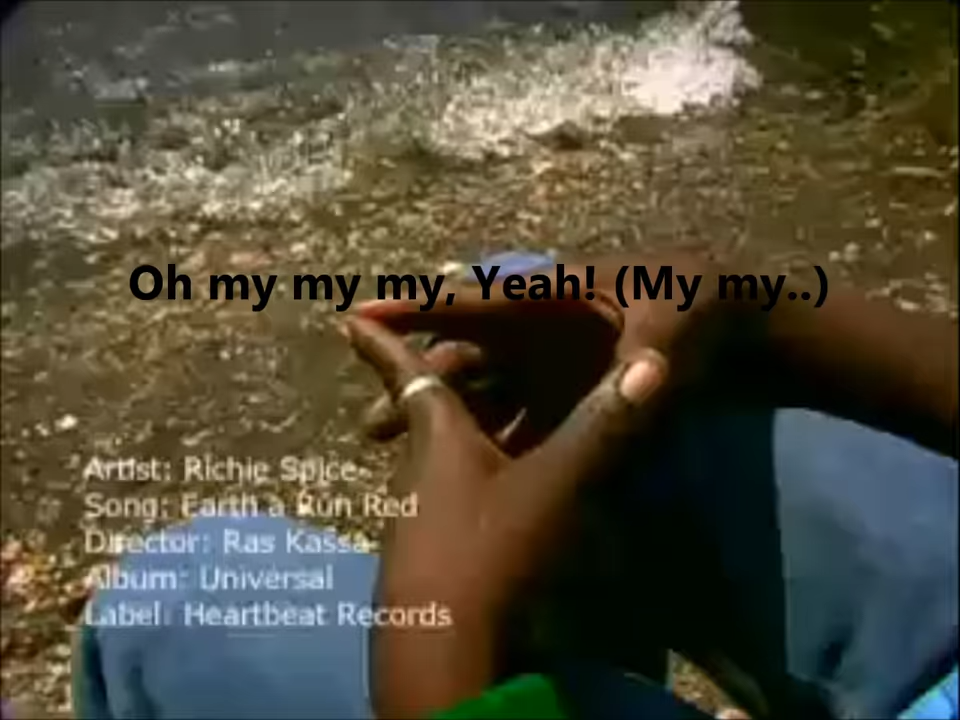 Oh my my my, Yeah! (My my..)
Artist: Richie Spice
Song: Earth a Run Red
Director: Ras Kassa
Album: Universal
Label: Heartbeat Records